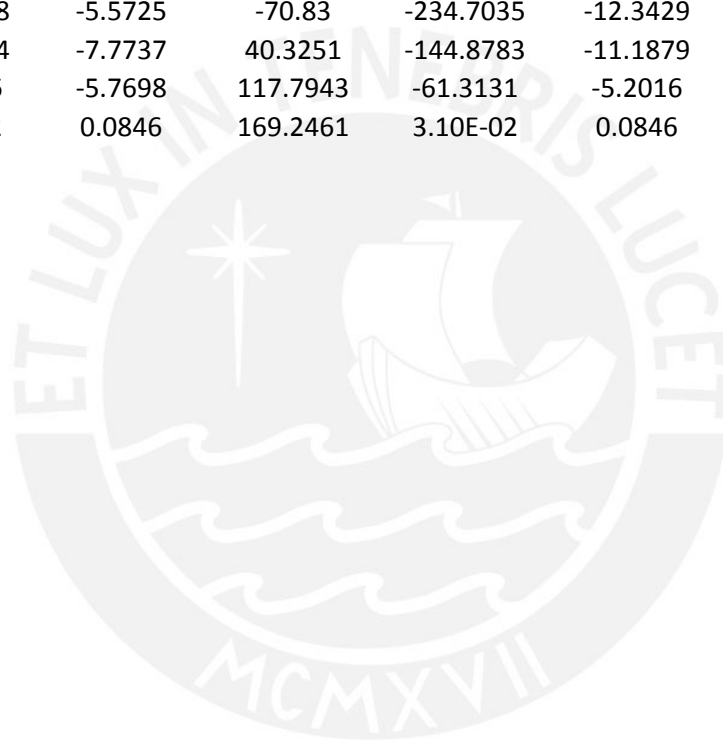 8 -5.5725 -70.83 -234.7035 -12.3429
4 -7.7737 40.3251 -144.8783 -11.1879
-5.7698 117.7943 -61.3131 -5.2016
0.0846 169.2461 3.10E-02 0.0846
ET LUX IN TENEBRIS LUCET
MCMXVII